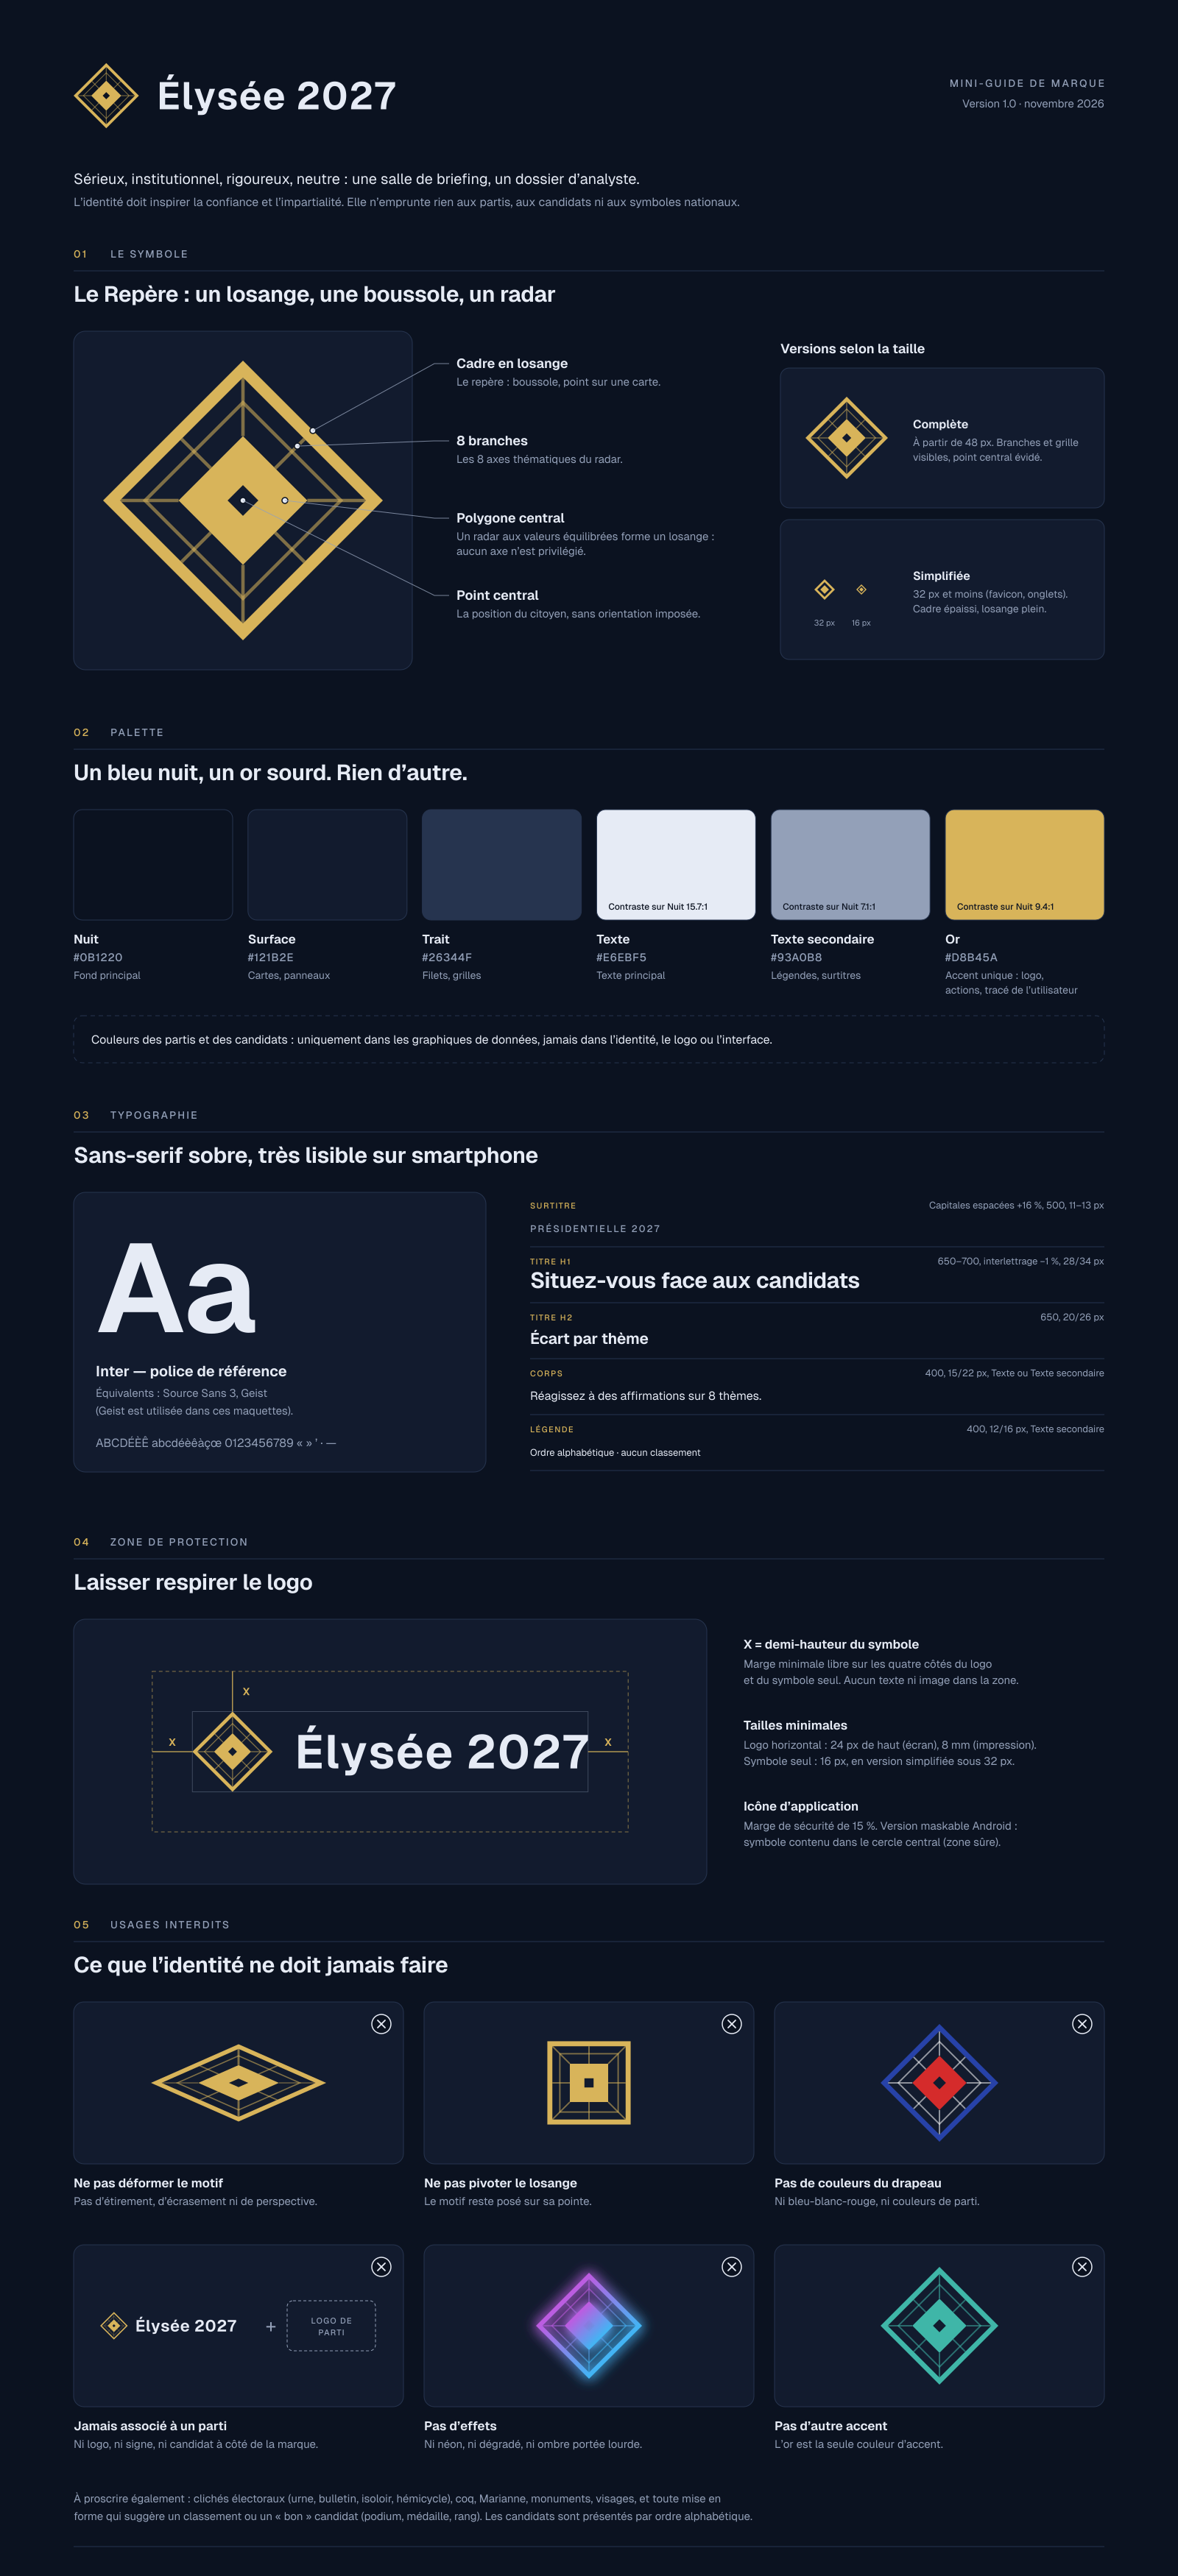 Élysée 2027
MINI-GUIDE DE MARQUE
Version 1.0 · novembre 2026
Sérieux, institutionnel, rigoureux, neutre : une salle de briefing, un dossier d’analyste.
L’identité doit inspirer la confiance et l’impartialité. Elle n’emprunte rien aux partis, aux candidats ni aux symboles nationaux.
01 LE SYMBOLE
Le Repère : un losange, une boussole, un radar
Cadre en losange
Le repère : boussole, point sur une carte.
8 branches
Les 8 axes thématiques du radar.
Polygone central
Un radar aux valeurs équilibrées forme un losange :
aucun axe n’est privilégié.
Point central
La position du citoyen, sans orientation imposée.
Versions selon la taille
Complète
À partir de 48 px. Branches et grille
visibles, point central évidé.
32 px 16 px
Simplifiée
32 px et moins (favicon, onglets).
Cadre épaissi, losange plein.
02 PALETTE
Un bleu nuit, un or sourd. Rien d’autre.
Nuit
#0B1220
Fond principal
Surface
#121B2E
Cartes, panneaux
Trait
#26344F
Filets, grilles
Contraste sur Nuit 15.7:1
Texte
#E6EBF5
Texte principal
Contraste sur Nuit 7.1:1
Texte secondaire
#93A0B8
Légendes, surtitres
Contraste sur Nuit 9.4:1
Or
#D8B45A
Accent unique : logo,
actions, tracé de l’utilisateur
Couleurs des partis et des candidats : uniquement dans les graphiques de données, jamais dans l’identité, le logo ou l’interface.
03 TYPOGRAPHIE
Sans-serif sobre, très lisible sur smartphone
Aa
Inter — police de référence
Équivalents : Source Sans 3, Geist
(Geist est utilisée dans ces maquettes).
ABCDÉÈÊ abcdéèêàçœ 0123456789 « » ’ · —
SURTITRE
Capitales espacées +16 %, 500, 11–13 px
PRÉSIDENTIELLE 2027
TITRE H1
650–700, interlettrage −1 %, 28/34 px
Situez-vous face aux candidats
TITRE H2
650, 20/26 px
Écart par thème
CORPS
400, 15/22 px, Texte ou Texte secondaire
Réagissez à des affirmations sur 8 thèmes.
LÉGENDE
400, 12/16 px, Texte secondaire
Ordre alphabétique · aucun classement
04 ZONE DE PROTECTION
Laisser respirer le logo
X
X
Élysée 2027
X
X = demi-hauteur du symbole
Marge minimale libre sur les quatre côtés du logo
et du symbole seul. Aucun texte ni image dans la zone.
Tailles minimales
Logo horizontal : 24 px de haut (écran), 8 mm (impression).
Symbole seul : 16 px, en version simplifiée sous 32 px.
Icône d’application
Marge de sécurité de 15 %. Version maskable Android :
symbole contenu dans le cercle central (zone sûre).
05 USAGES INTERDITS
Ce que l’identité ne doit jamais faire
Ne pas déformer le motif
Pas d’étirement, d’écrasement ni de perspective.
Ne pas pivoter le losange
Le motif reste posé sur sa pointe.
Pas de couleurs du drapeau
Ni bleu-blanc-rouge, ni couleurs de parti.
Élysée 2027
+
LOGO DE
PARTI
Jamais associé à un parti
Ni logo, ni signe, ni candidat à côté de la marque.
Pas d’effets
Ni néon, ni dégradé, ni ombre portée lourde.
Pas d’autre accent
L’or est la seule couleur d’accent.
À proscrire également : clichés électoraux (urne, bulletin, isoloir, hémicycle), coq, Marianne, monuments, visages, et toute mise en
forme qui suggère un classement ou un « bon » candidat (podium, médaille, rang). Les candidats sont présentés par ordre alphabétique.